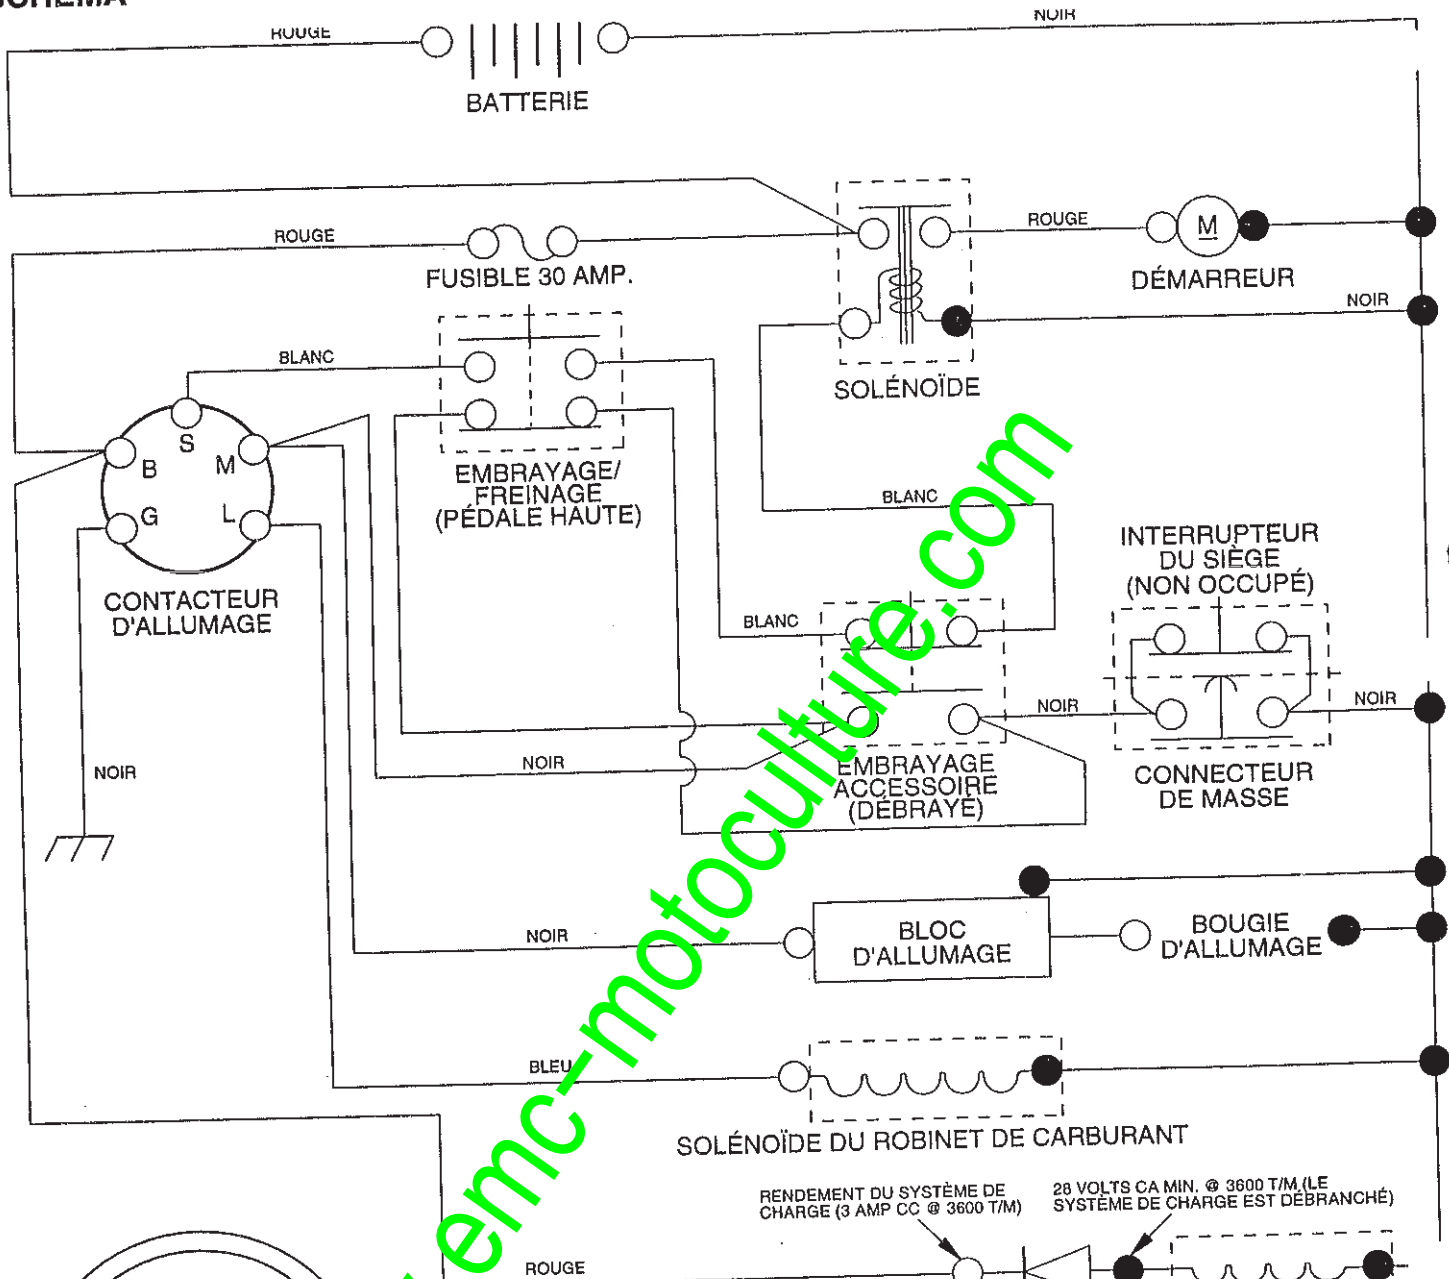 SCHÉMA
ROUGE
NOIR
BATTERIE
ROUGE
ROUGE
M
FUSIBLE 30 AMP.
DÉMARREUR
NOIR
BLANC
SOLÉNOÏDE
S
B
M
G
L
EMBRAYAGE/
FREINAGE
(PÉDALE HAUTE)
BLANC
INTERRUPTEUR
DU SIÈGE
(NON OCCUPÉ)
CONTACTEUR
D'ALLUMAGE
BLANC
NOIR
NOIR
NOIR
NOIR
EMBRAYAGE
ACCESSOIRE
(DÉBRAYÉ)
CONNECTEUR
DE MASSE
NOIR
BLOC
D'ALLUMAGE
BOUGIE
D'ALLUMAGE
BLEU
SOLÉNOÏDE DU ROBINET DE CARBURANT
RENDEMENT DU SYSTÈME DE
CHARGE (3 AMP CC @ 3600 T/M)
28 VOLTS CA MIN. @ 3600 T/M (LE
SYSTÈME DE CHARGE EST DÉBRANCHÉ)
ROUGE
emc-motoculture.com